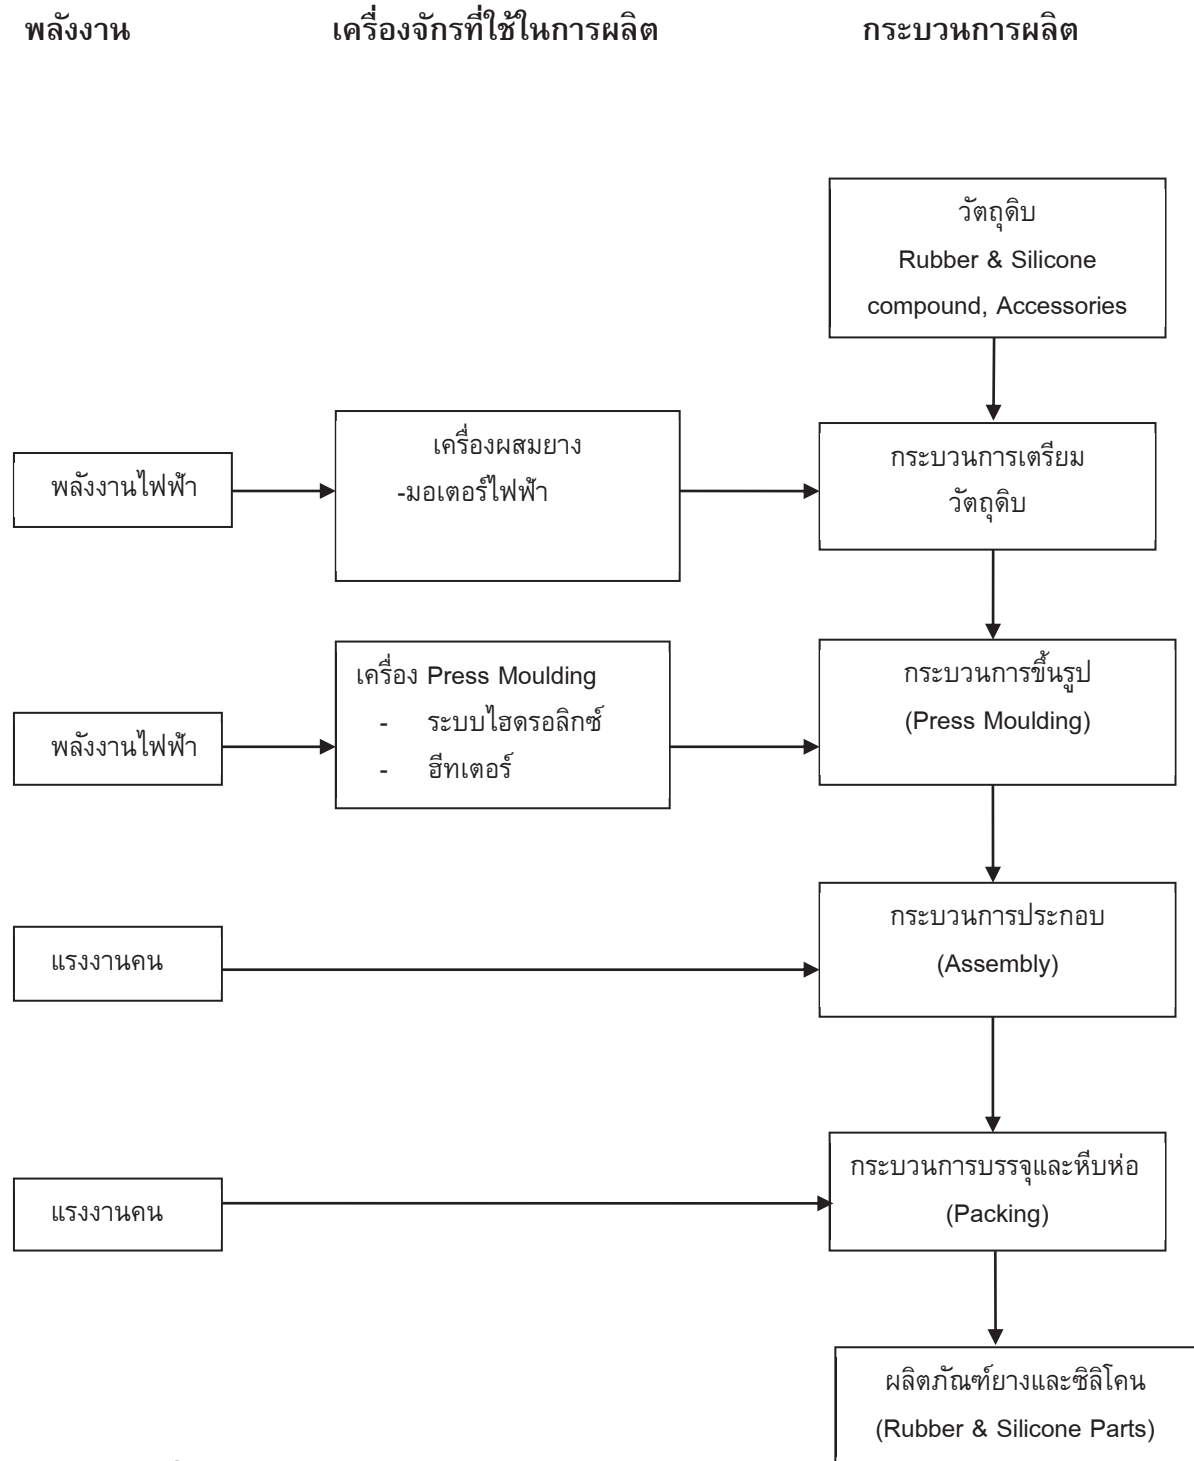 พลังงาน เครื่องจักรที่ใช้ในการผลิต กระบวนการผลิต
วัตถุดิบ
Rubber & Silicone
compound, Accessories
พลังงานไฟฟ้า
เครื่องผสมยาง
-มอเตอร์ไฟฟ้า
กระบวนการเตรียม
วัตถุดิบ
พลังงานไฟฟ้า
เครื่อง Press Moulding
- ระบบไฮดรอลิกซ์
- ฮีทเตอร์
กระบวนการขึ้นรูป
(Press Moulding)
แรงงานคน
กระบวนการประกอบ
(Assembly)
แรงงานคน
กระบวนการบรรจุและหีบห่อ
(Packing)
ผลิตภัณฑ์ยางและซิลิโคน
(Rubber & Silicone Parts)